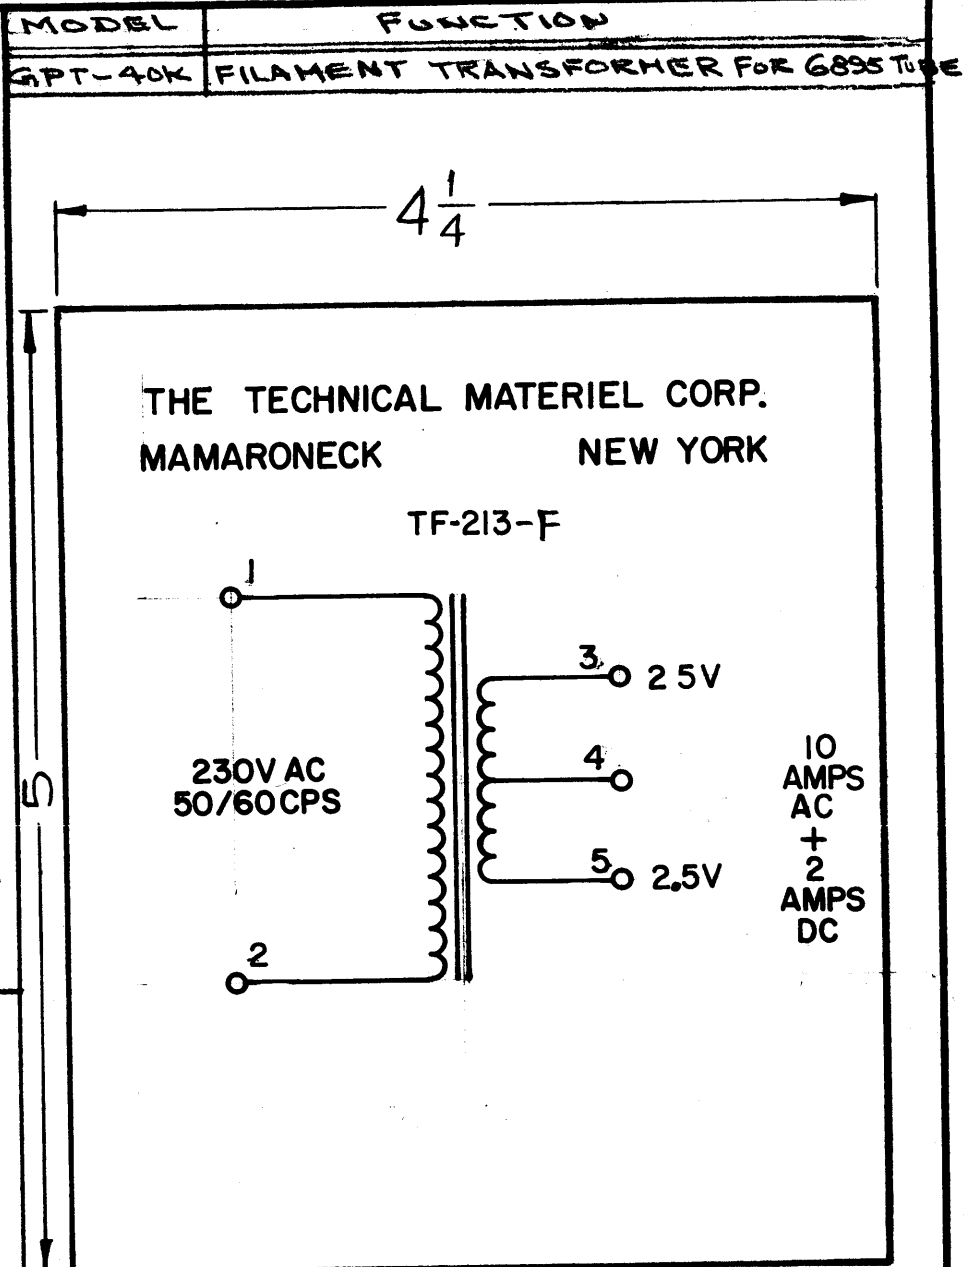 MODEL FUNCTION
GPT-40K FILAMENT TRANSFORMER FOR 6895 TUBE
4 1/4
5
THE TECHNICAL MATERIEL CORP.
MAMARONECK NEW YORK
TF-213-F
1
3 2 5V
4
230V AC
50/60 CPS
10
AMPS
AC
+
2
AMPS
DC
5 2.5V
2